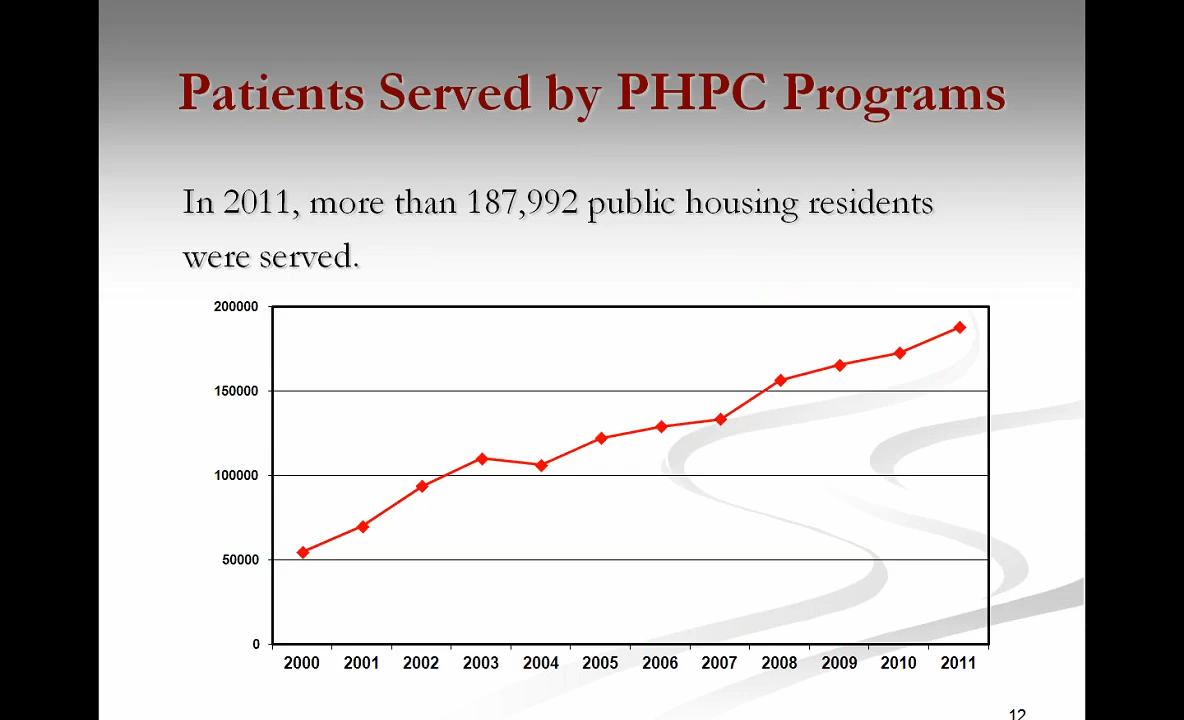 Patients Served by PHPC Programs
In 2011, more than 187,992 public housing residents
were served.
200000
150000
100000
50000
0
2000 2001 2002 2003 2004 2005 2006 2007 2008 2009 2010 2011
12